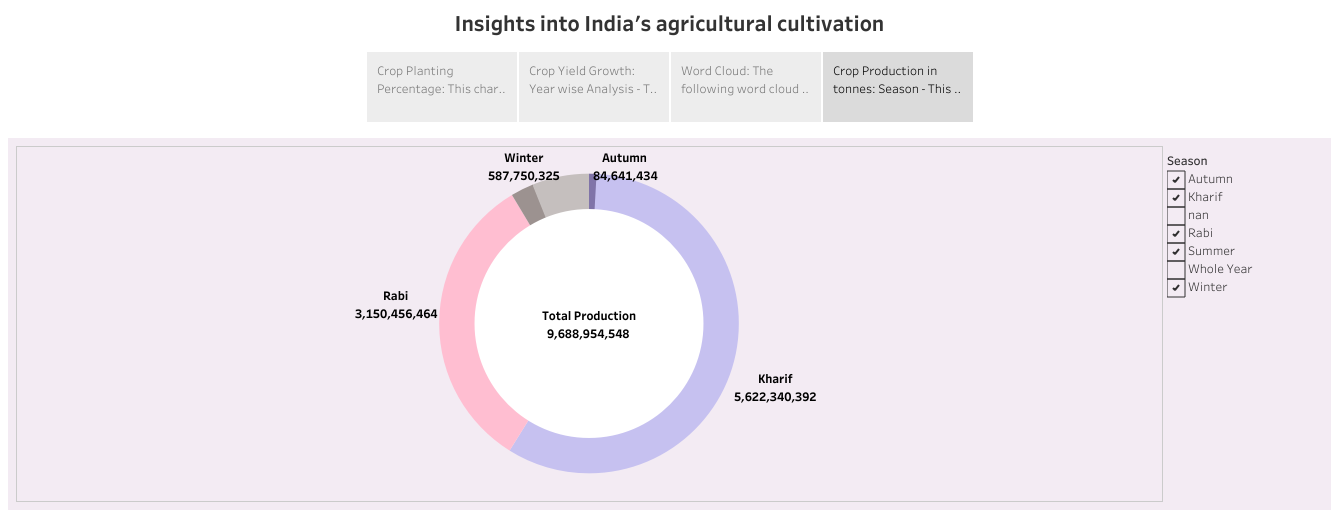 Insights into India’s agricultural cultivation
Crop Planting
Percentage: This char..
Crop Yield Growth:
Year wise Analysis - T..
Word Cloud: The
following word cloud ..
Crop Production in
tonnes: Season - This ..
Winter
587,750,325
Autumn
84,641,434
Rabi
3,150,456,464
Total Production
9,688,954,548
Kharif
5,622,340,392
Season
Autumn
Kharif
nan
Rabi
Summer
Whole Year
Winter